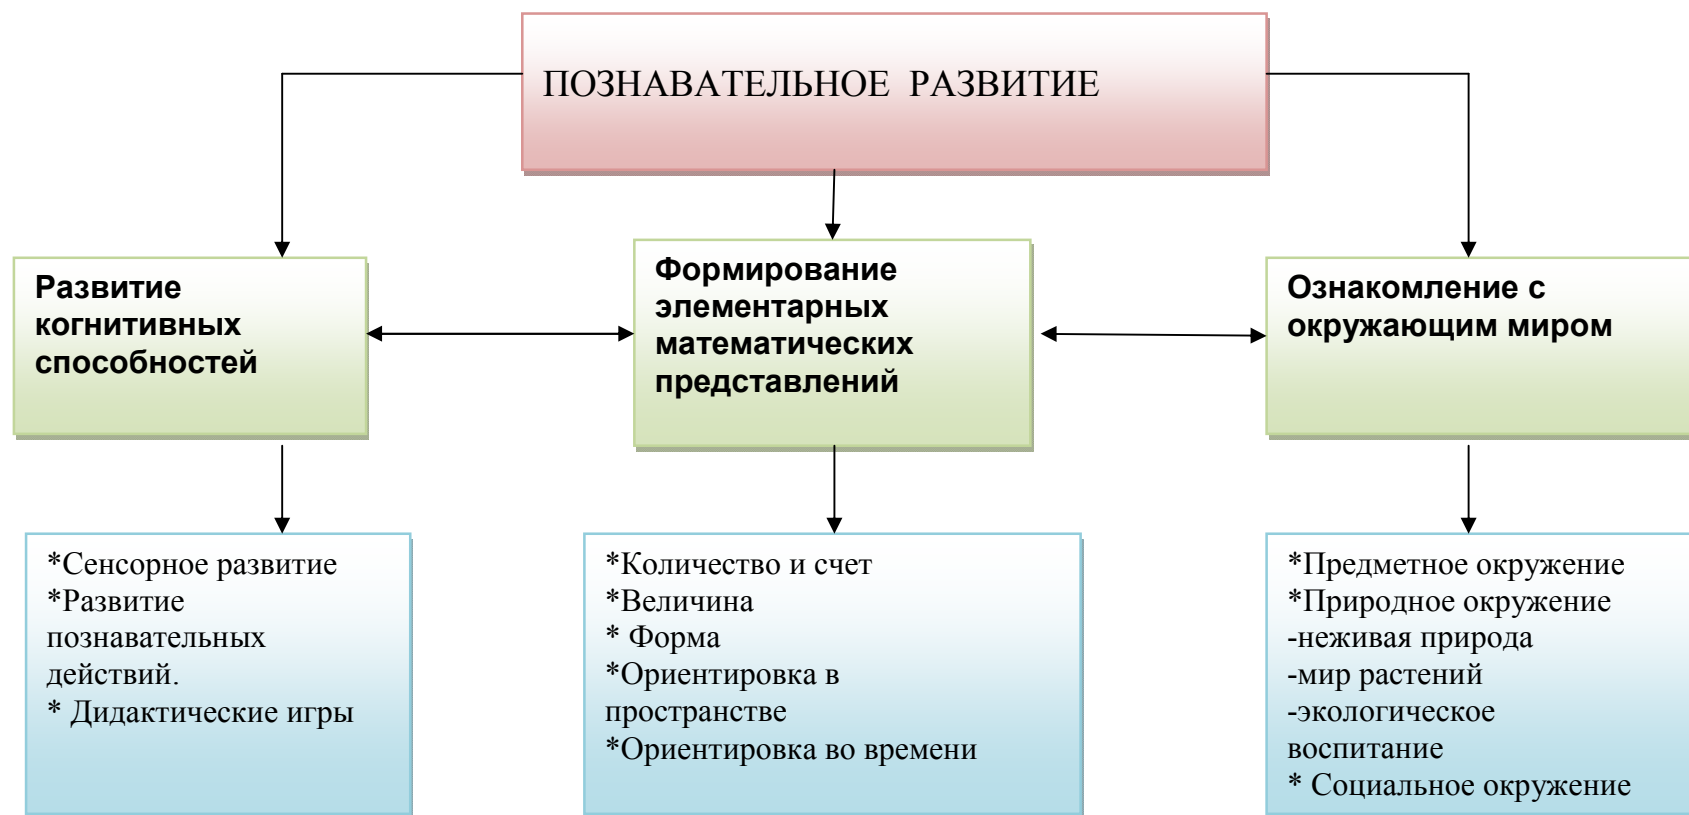 ПОЗНАВАТЕЛЬНОЕ РАЗВИТИЕ
Развитие
когнитивных
способностей
Формирование
элементарных
математических
представлений
Ознакомление с
окружающим миром
*Сенсорное развитие
*Развитие
познавательных
действий.
* Дидактические игры
*Количество и счет
*Величина
* Форма
*Ориентировка в
пространстве
*Ориентировка во времени
*Предметное окружение
*Природное окружение
-неживая природа
-мир растений
-экологическое
воспитание
* Социальное окружение